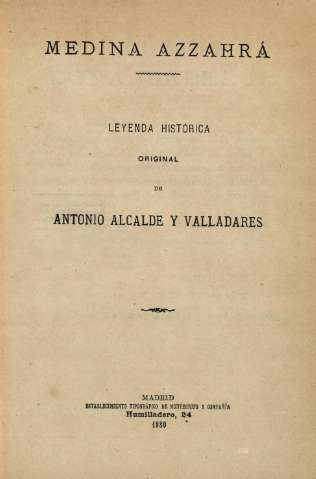 MEDINA AZZAHRÁ
LEYENDA HISTÓRICA
ORIGINAL
DE
ANTONIO ALCALDE Y VALLADARES
MADRID
ESTABLECIMIENTO TIPOGRÁFICO DE MONTEGRIFO Y COMPAÑÍA
Humilladero, 24
1880